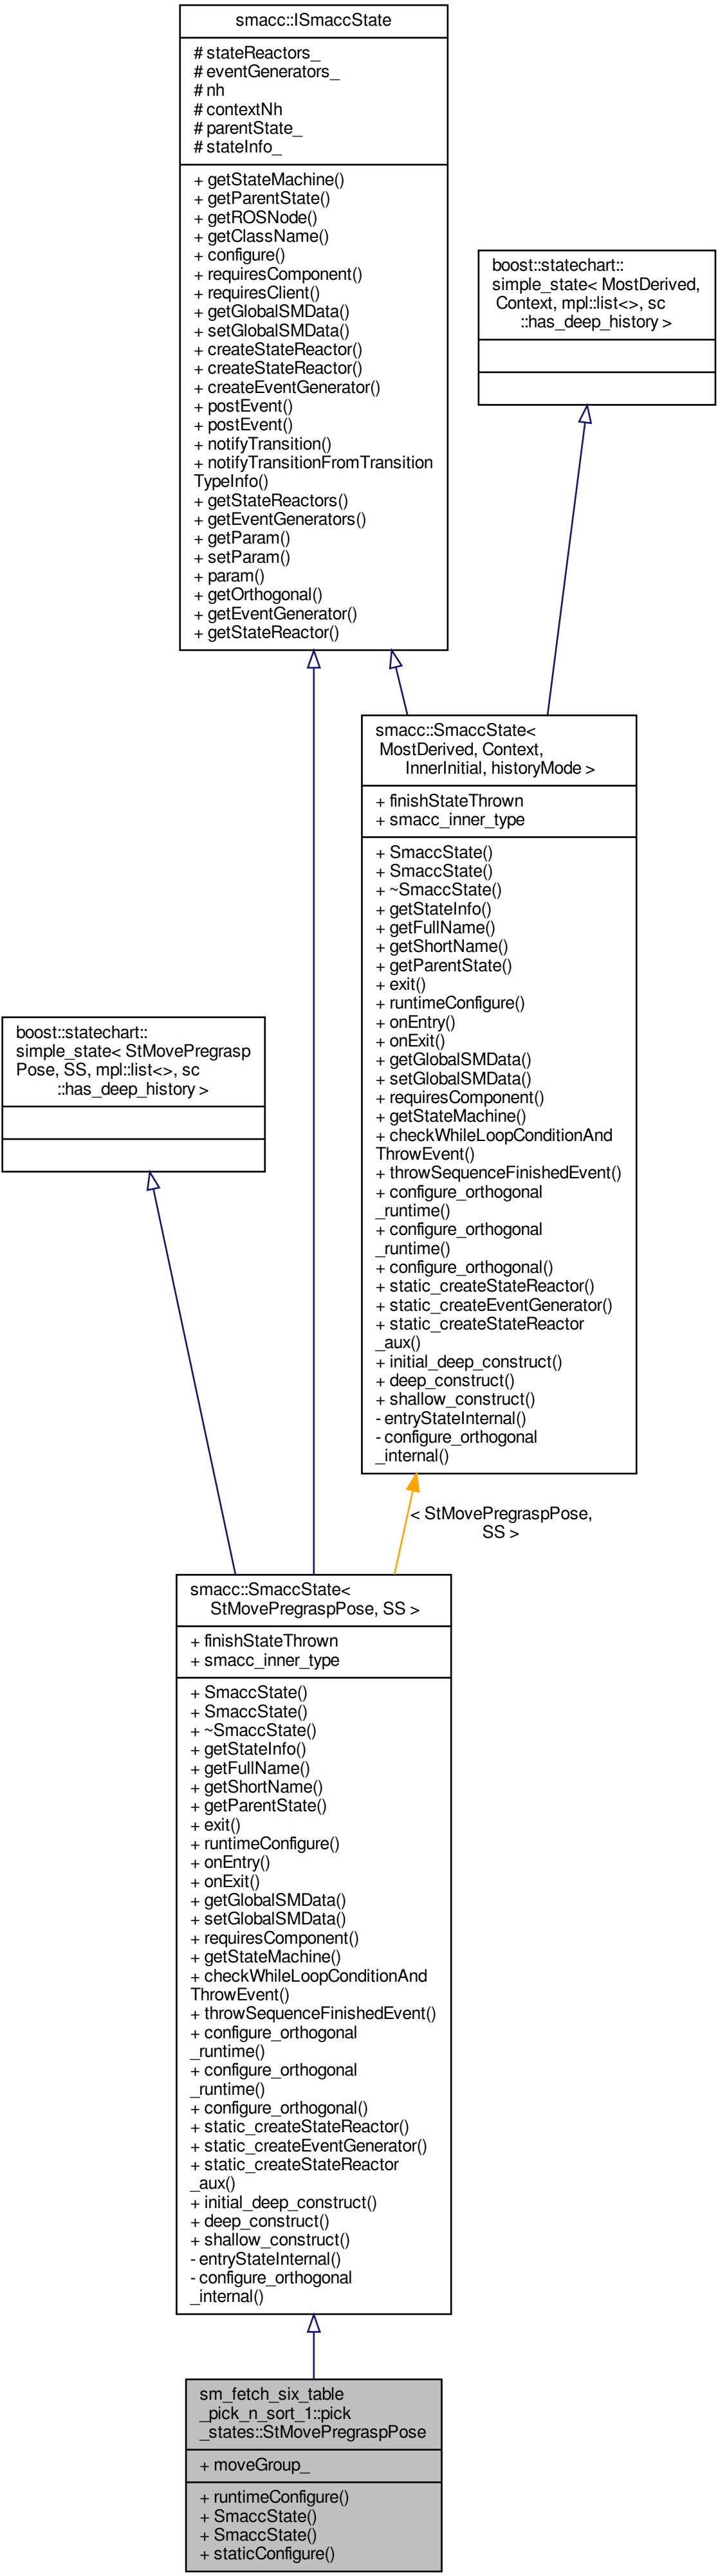 smacc::ISmaccState
# stateReactors_
# eventGenerators_
# nh
# contextNh
# parentState_
# stateInfo_
+ getStateMachine()
+ getParentState()
+ getROSNode()
+ getClassName()
+ configure()
+ requiresComponent()
+ requiresClient()
+ getGlobalSMData()
+ setGlobalSMData()
+ createStateReactor()
+ createStateReactor()
+ createEventGenerator()
+ postEvent()
+ postEvent()
+ notifyTransition()
+ notifyTransitionFromTransition
TypeInfo()
+ getStateReactors()
+ getEventGenerators()
+ getParam()
+ setParam()
+ param()
+ getOrthogonal()
+ getEventGenerator()
+ getStateReactor()
boost::statechart::
simple_state< MostDerived,
Context, mpl::list<>, sc
::has_deep_history >
smacc::SmaccState<
MostDerived, Context,
InnerInitial, historyMode >
+ finishStateThrown
+ smacc_inner_type
+ SmaccState()
+ SmaccState()
+ ~SmaccState()
+ getStateInfo()
+ getFullName()
+ getShortName()
+ getParentState()
+ exit()
+ runtimeConfigure()
+ onEntry()
+ onExit()
+ getGlobalSMData()
+ setGlobalSMData()
+ requiresComponent()
+ getStateMachine()
+ checkWhileLoopConditionAnd
ThrowEvent()
+ throwSequenceFinishedEvent()
+ configure_orthogonal
_runtime()
+ configure_orthogonal
_runtime()
+ configure_orthogonal()
+ static_createStateReactor()
+ static_createEventGenerator()
+ static_createStateReactor
_aux()
+ initial_deep_construct()
+ deep_construct()
+ shallow_construct()
- entryStateInternal()
- configure_orthogonal
_internal()
boost::statechart::
simple_state< StMovePregrasp
Pose, SS, mpl::list<>, sc
::has_deep_history >
< StMovePregraspPose,
SS >
smacc::SmaccState<
StMovePregraspPose, SS >
+ finishStateThrown
+ smacc_inner_type
+ SmaccState()
+ SmaccState()
+ ~SmaccState()
+ getStateInfo()
+ getFullName()
+ getShortName()
+ getParentState()
+ exit()
+ runtimeConfigure()
+ onEntry()
+ onExit()
+ getGlobalSMData()
+ setGlobalSMData()
+ requiresComponent()
+ getStateMachine()
+ checkWhileLoopConditionAnd
ThrowEvent()
+ throwSequenceFinishedEvent()
+ configure_orthogonal
_runtime()
+ configure_orthogonal
_runtime()
+ configure_orthogonal()
+ static_createStateReactor()
+ static_createEventGenerator()
+ static_createStateReactor
_aux()
+ initial_deep_construct()
+ deep_construct()
+ shallow_construct()
- entryStateInternal()
- configure_orthogonal
_internal()
sm_fetch_six_table
_pick_n_sort_1::pick
_states::StMovePregraspPose
+ moveGroup_
+ runtimeConfigure()
+ SmaccState()
+ SmaccState()
+ staticConfigure()